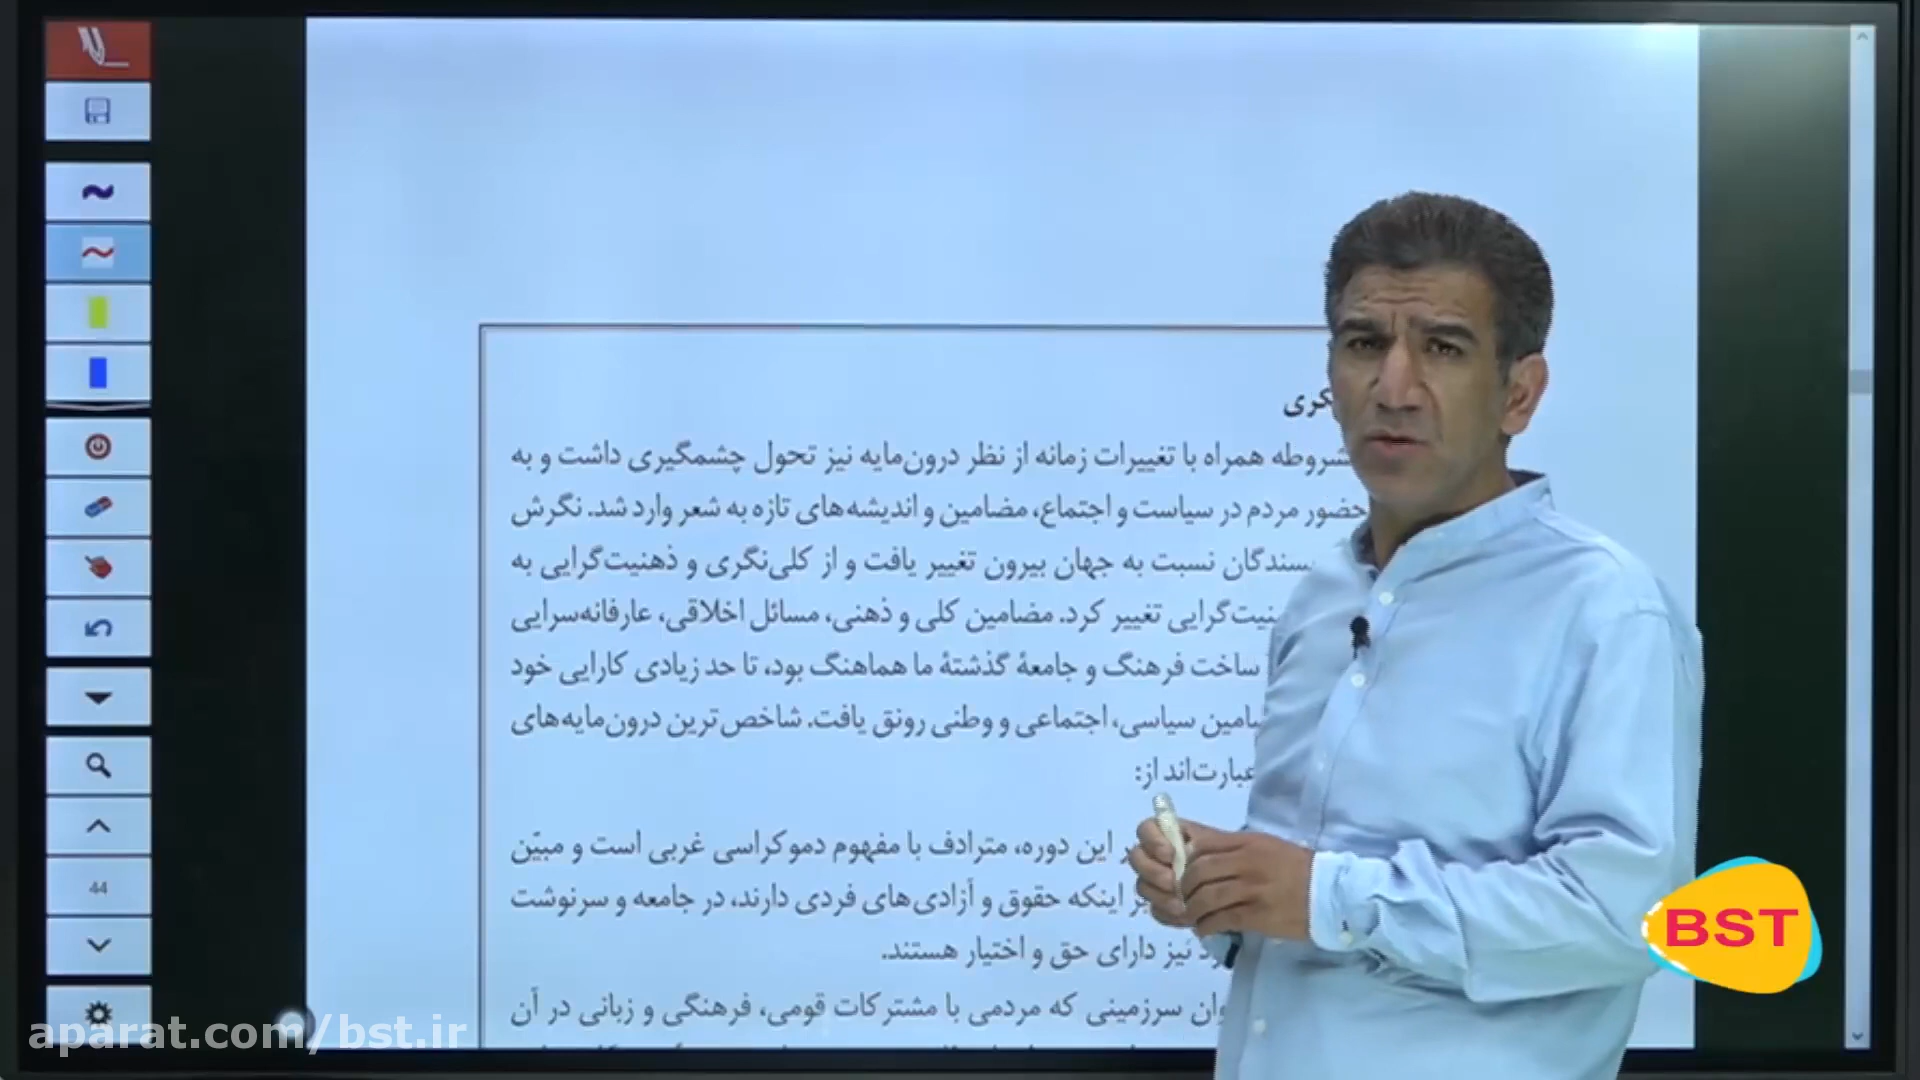 کری
شروطه همراه با تغییرات زمانه از نظر درون‌مایه نیز تحول چشمگیری داشت و به
حضور مردم در سیاست و اجتماع، مضامین و اندیشه‌های تازه به شعر وارد شد. نگرش
سندگان نسبت به جهان بیرون تغییر یافت و از کلی‌نگری و ذهنیت‌گرایی به
ینیت‌گرایی تغییر کرد. مضامین کلی و ذهنی، مسائل اخلاقی، عارفانه‌سرایی
ساخت فرهنگ و جامعۀ گذشتۀ ما هماهنگ بود، تا حد زیادی کارایی خود
امین سیاسی، اجتماعی و وطنی رونق یافت. شاخص‌ترین درون‌مایه‌های
عبارت‌اند از:
ر این دوره، مترادف با مفهوم دموکراسی غربی است و مبیّن
بر اینکه حقوق و آزادی‌های فردی دارند، در جامعه و سرنوشت
د نیز دارای حق و اختیار هستند.
وان سرزمینی که مردمی با مشترکات قومی، فرهنگی و زبانی در آن
44
BST
aparat.com/bst.ir